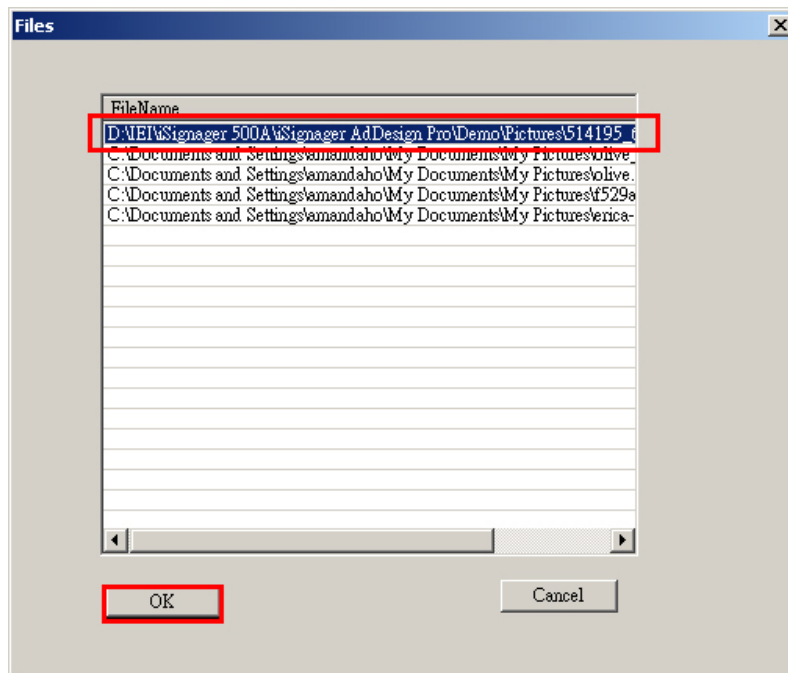 Files
FileName
D:\IEI\iSignager 500A\iSignager AdDesign Pro\Demo\Pictures\514195_6
C:\Documents and Settings\amandaho\My Documents\My Pictures\olive_
C:\Documents and Settings\amandaho\My Documents\My Pictures\olive.
C:\Documents and Settings\amandaho\My Documents\My Pictures\f529a
C:\Documents and Settings\amandaho\My Documents\My Pictures\erica-
OK Cancel